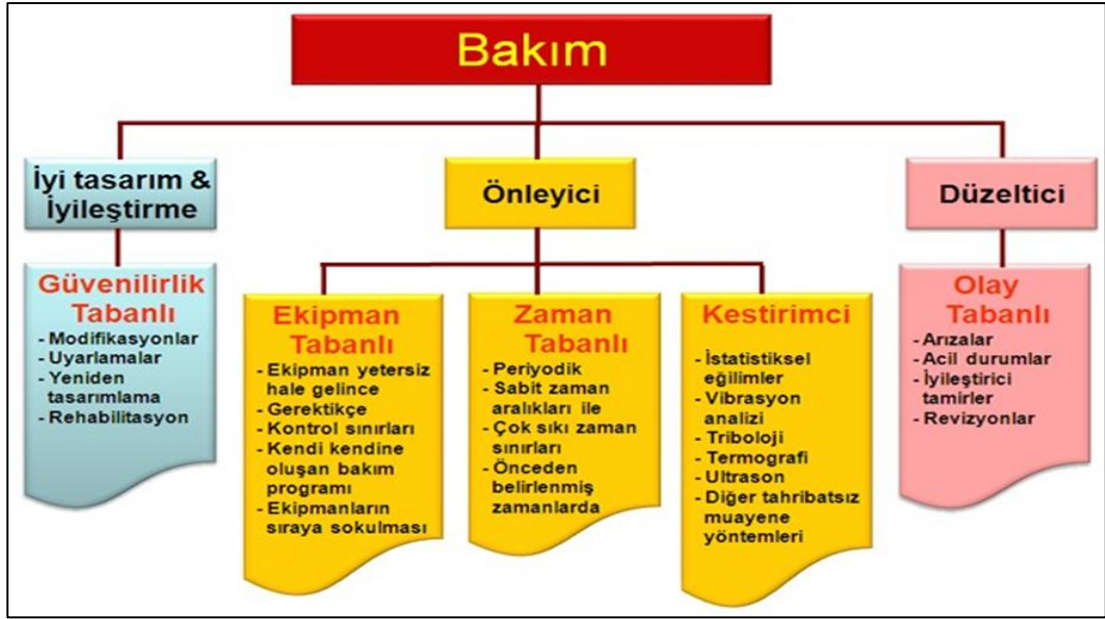 Bakım
İyi tasarım &
İyileştirme
Önleyici
Düzeltici
Güvenilirlik
Tabanlı
- Modifikasyonlar
- Uyarlamalar
- Yeniden
tasarımlama
- Rehabilitasyon
Ekipman
Tabanlı
- Ekipman yetersiz
hale gelince
- Gerektikçe
- Kontrol sınırları
- Kendi kendine
oluşan bakım
programı
- Ekipmanların
sıraya sokulması
Zaman
Tabanlı
- Periyodik
- Sabit zaman
aralıkları ile
- Çok sıkı zaman
sınırları
- Önceden
belirlenmiş
zamanlarda
Kestirimci
- İstatistiksel
eğilimler
- Vibrasyon
analizi
- Triboloji
- Termografi
- Ultrason
- Diğer tahribatsız
muayene
yöntemleri
Olay
Tabanlı
- Arızalar
- Acil durumlar
- İyileştirici
tamirler
- Revizyonlar